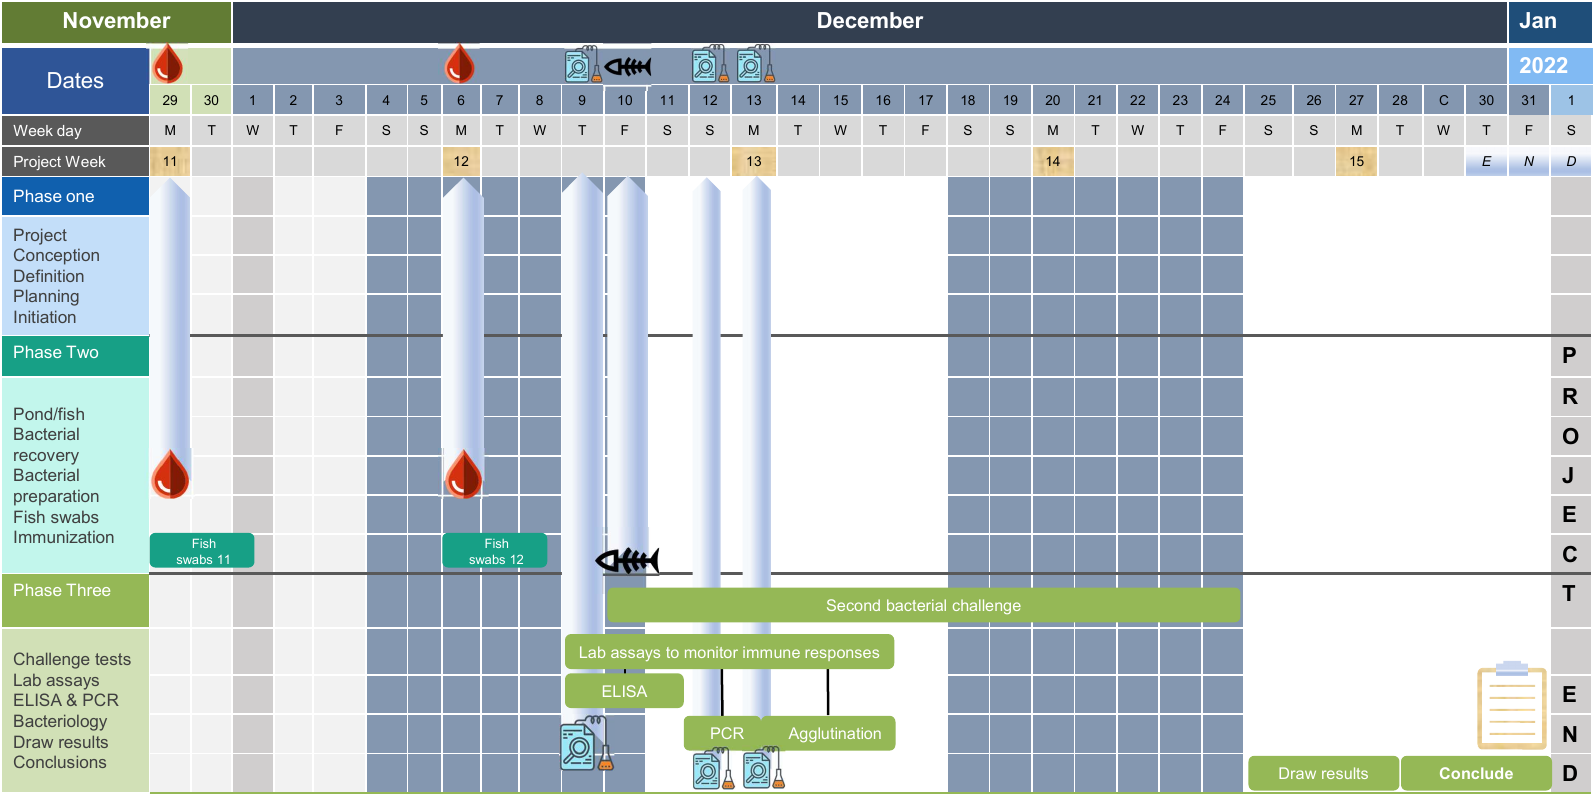 November December Jan
Dates 2022
29 30 1 2 3 4 5 6 7 8 9 10 11 12 13 14 15 16 17 18 19 20 21 22 23 24 25 26 27 28 C 30 31 1
Week day M T W T F S S M T W T F S S M T W T F S S M T W T F S S M T W T F S
Project Week 11 12 13 14 15 E N D
Phase one
Project
Conception
Definition
Planning
Initiation
Phase Two
Pond/fish
Bacterial
recovery
Bacterial
preparation
Fish swabs
Immunization
Fish
swabs 11
Fish
swabs 12
Phase Three
Second bacterial challenge
Challenge tests
Lab assays
ELISA & PCR
Bacteriology
Draw results
Conclusions
Lab assays to monitor immune responses
ELISA
PCR Agglutination
Draw results Conclude
P
R
O
J
E
C
T
E
N
D